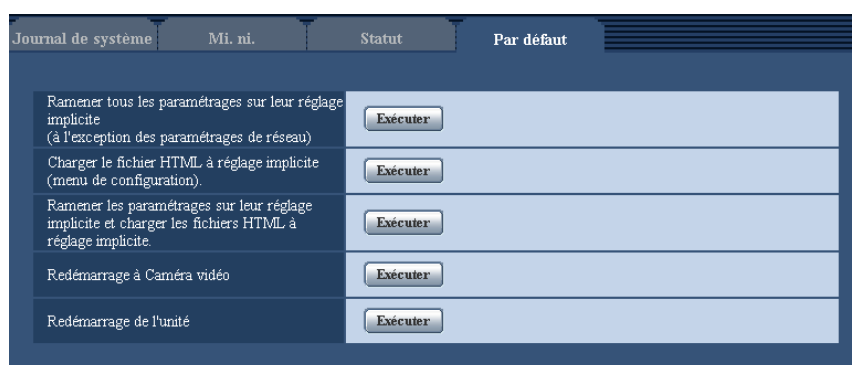 Journal de système
Mi. ni.
Statut
Par défaut
Ramener tous les paramétrages sur leur réglage
implicite
(à l'exception des paramétrages de réseau)
Exécuter
Charger le fichier HTML à réglage implicite
(menu de configuration).
Exécuter
Ramener les paramétrages sur leur réglage
implicite et charger les fichiers HTML à
réglage implicite.
Exécuter
Redémarrage à Caméra vidéo
Exécuter
Redémarrage de l'unité
Exécuter